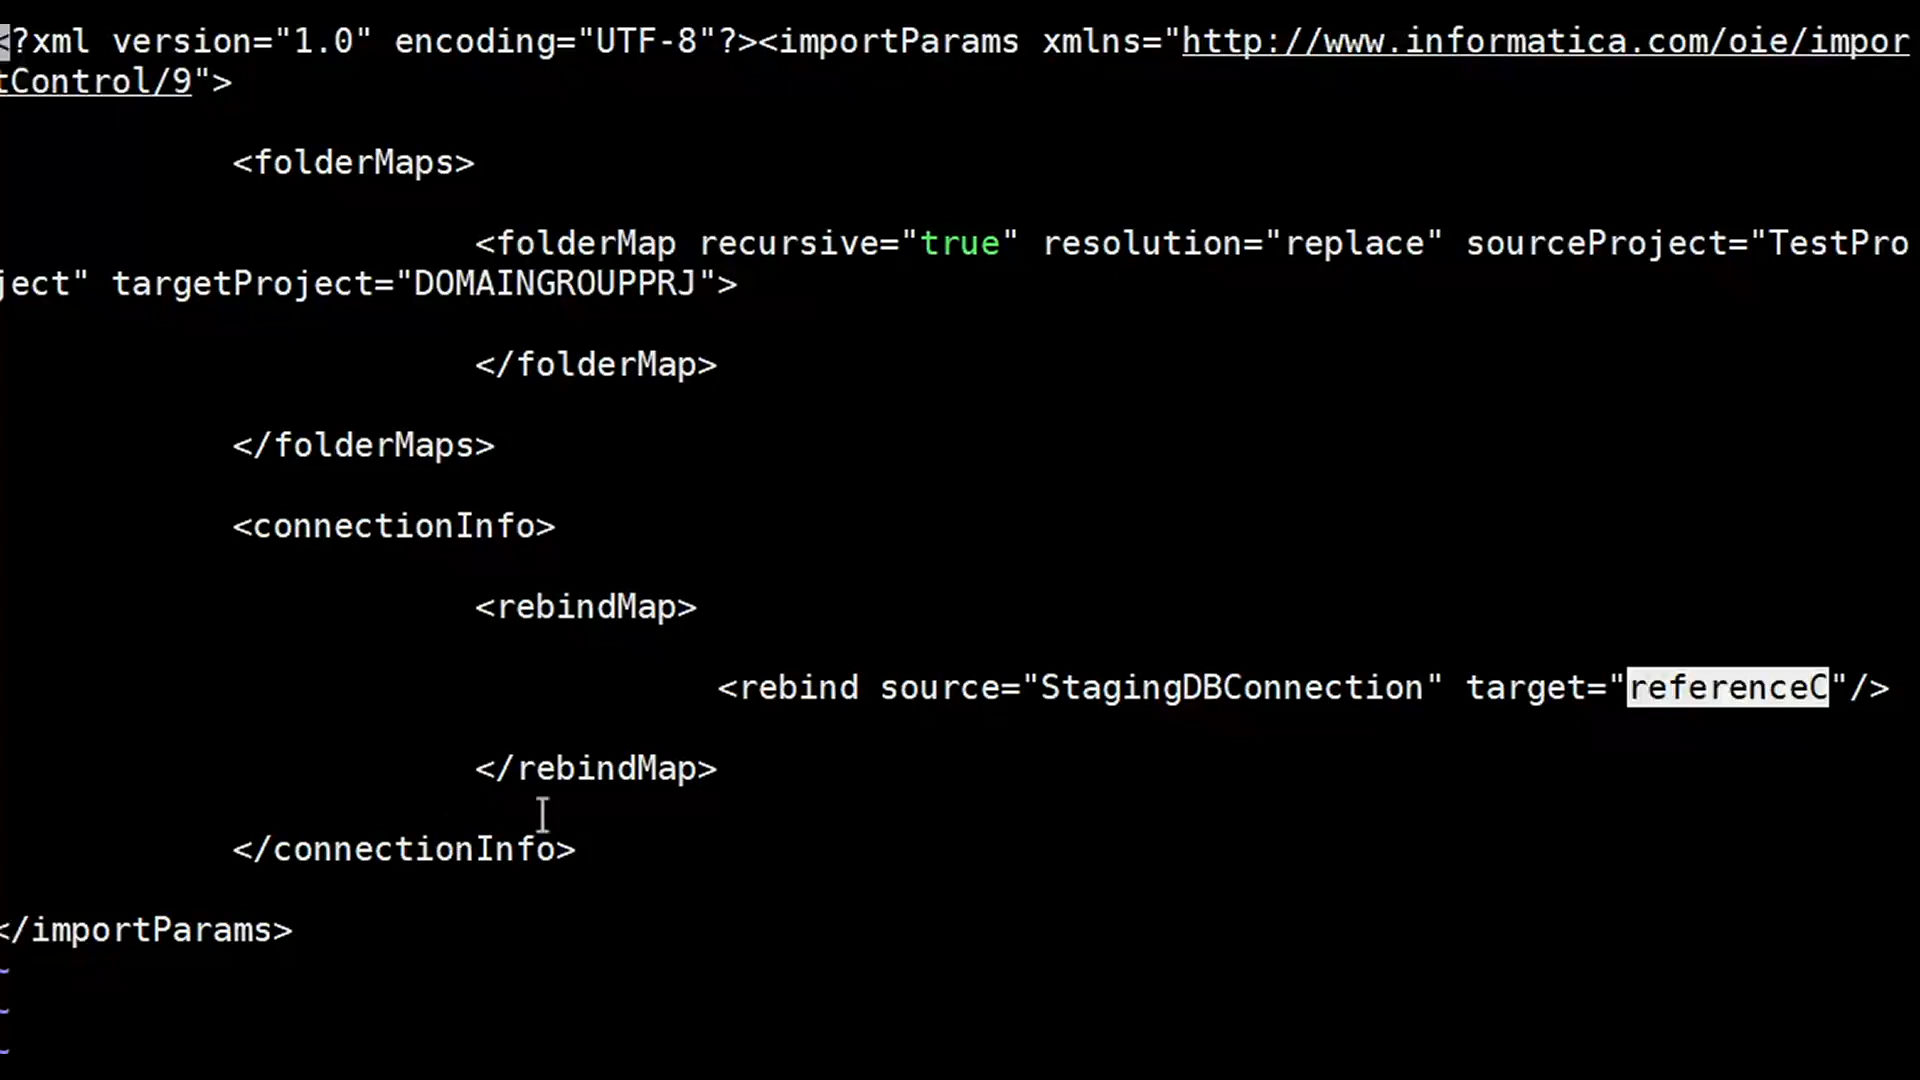 <?xml version="1.0" encoding="UTF-8"?><importParams xmlns="http://www.informatica.com/oie/impor
tControl/9">
<folderMaps>
<folderMap recursive="true" resolution="replace" sourceProject="TestPro
ject" targetProject="DOMAINGROUPPRJ">
</folderMap>
</folderMaps>
<connectionInfo>
<rebindMap>
<rebind source="StagingDBConnection" target="referenceC"/>
</rebindMap>
</connectionInfo>
</importParams>
~
~
~